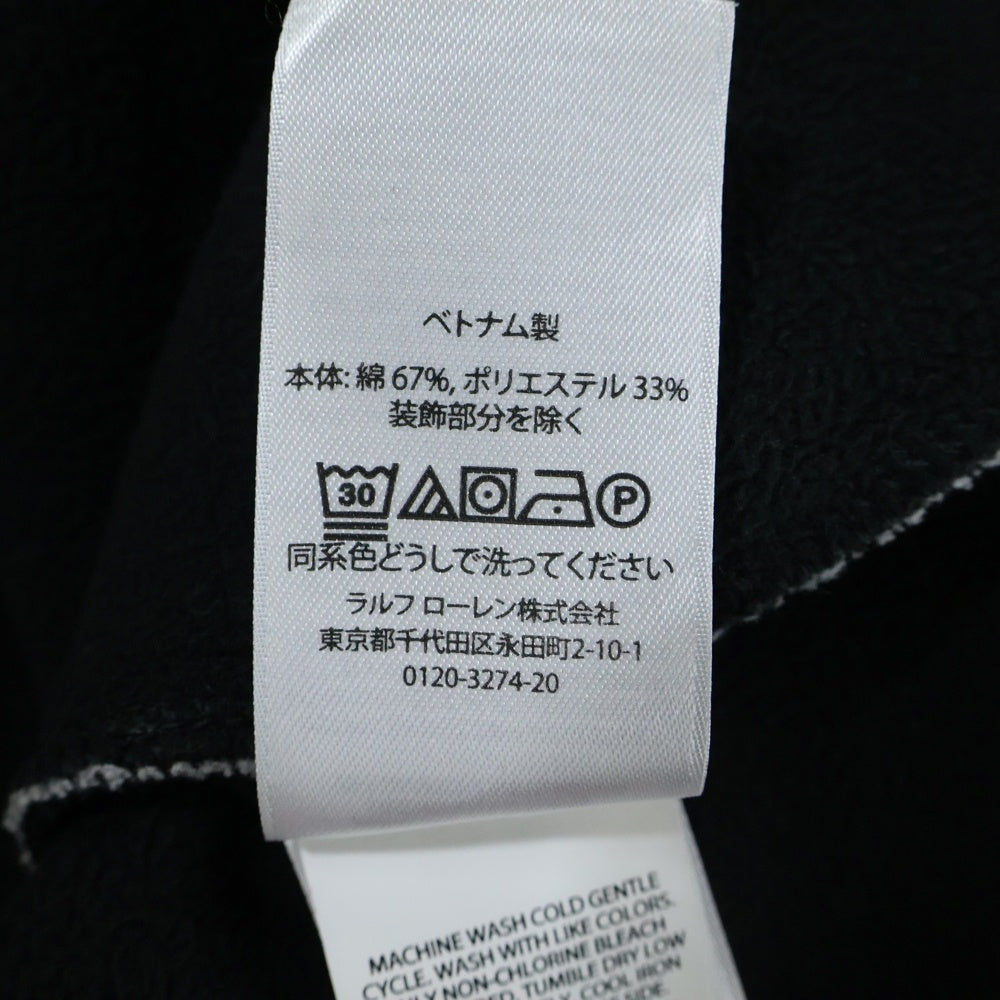 ベトナム製
本体: 綿 67%, ポリエステル 33%
装飾部分を除く
30 P
同系色どうしで洗ってください
ラルフ ローレン株式会社
東京都千代田区永田町2-10-1
0120-3274-20
MACHINE WASH COLD GENTLE
CYCLE. WASH WITH LIKE COLORS.
NON-CHLORINE BLEACH
TUMBLE DRY LOW
COOL IRON